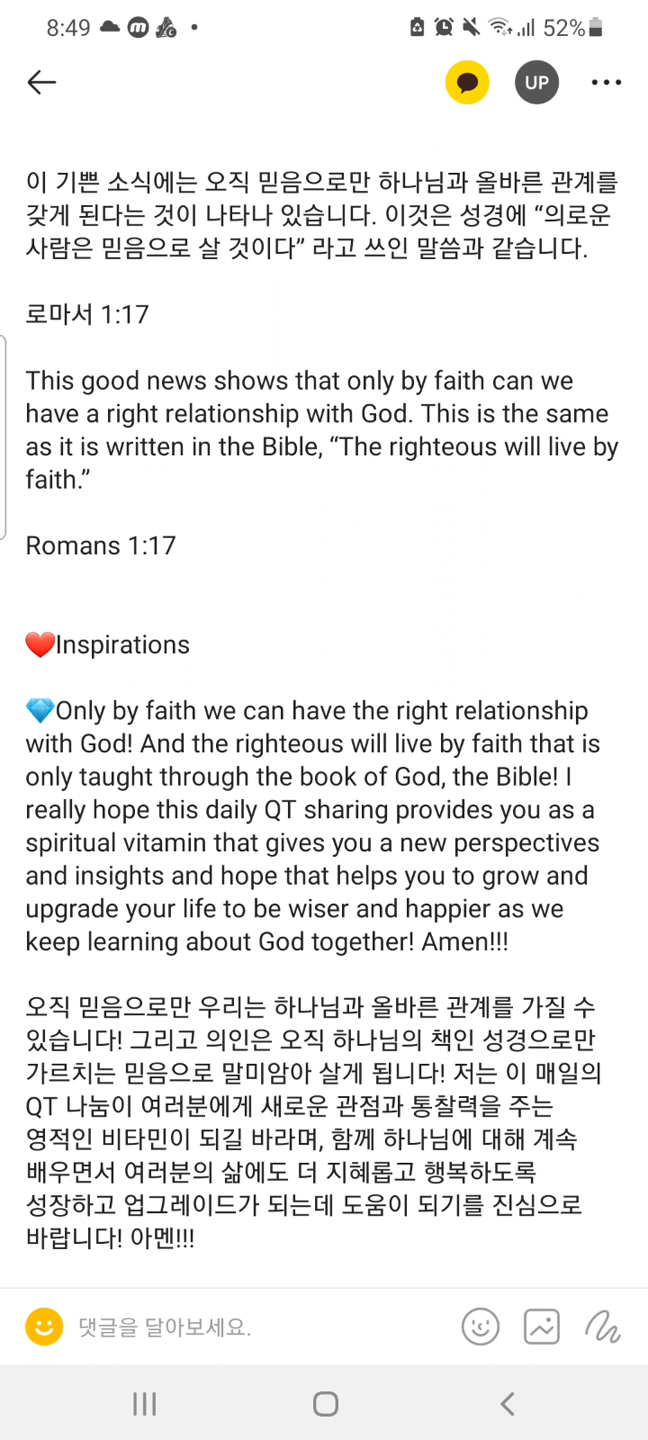 8:49
52%
UP
이 기쁜 소식에는 오직 믿음으로만 하나님과 올바른 관계를
갖게 된다는 것이 나타나 있습니다. 이것은 성경에 “의로운
사람은 믿음으로 살 것이다” 라고 쓰인 말씀과 같습니다.
로마서 1:17
This good news shows that only by faith can we
have a right relationship with God. This is the same
as it is written in the Bible, “The righteous will live by
faith.”
Romans 1:17
❤️Inspirations
💎Only by faith we can have the right relationship
with God! And the righteous will live by faith that is
only taught through the book of God, the Bible! I
really hope this daily QT sharing provides you as a
spiritual vitamin that gives you a new perspectives
and insights and hope that helps you to grow and
upgrade your life to be wiser and happier as we
keep learning about God together! Amen!!!
오직 믿음으로만 우리는 하나님과 올바른 관계를 가질 수
있습니다! 그리고 의인은 오직 하나님의 책인 성경으로만
가르치는 믿음으로 말미암아 살게 됩니다! 저는 이 매일의
QT 나눔이 여러분에게 새로운 관점과 통찰력을 주는
영적인 비타민이 되길 바라며, 함께 하나님에 대해 계속
배우면서 여러분의 삶에도 더 지혜롭고 행복하도록
성장하고 업그레이드가 되는데 도움이 되기를 진심으로
바랍니다! 아멘!!!
댓글을 달아보세요.